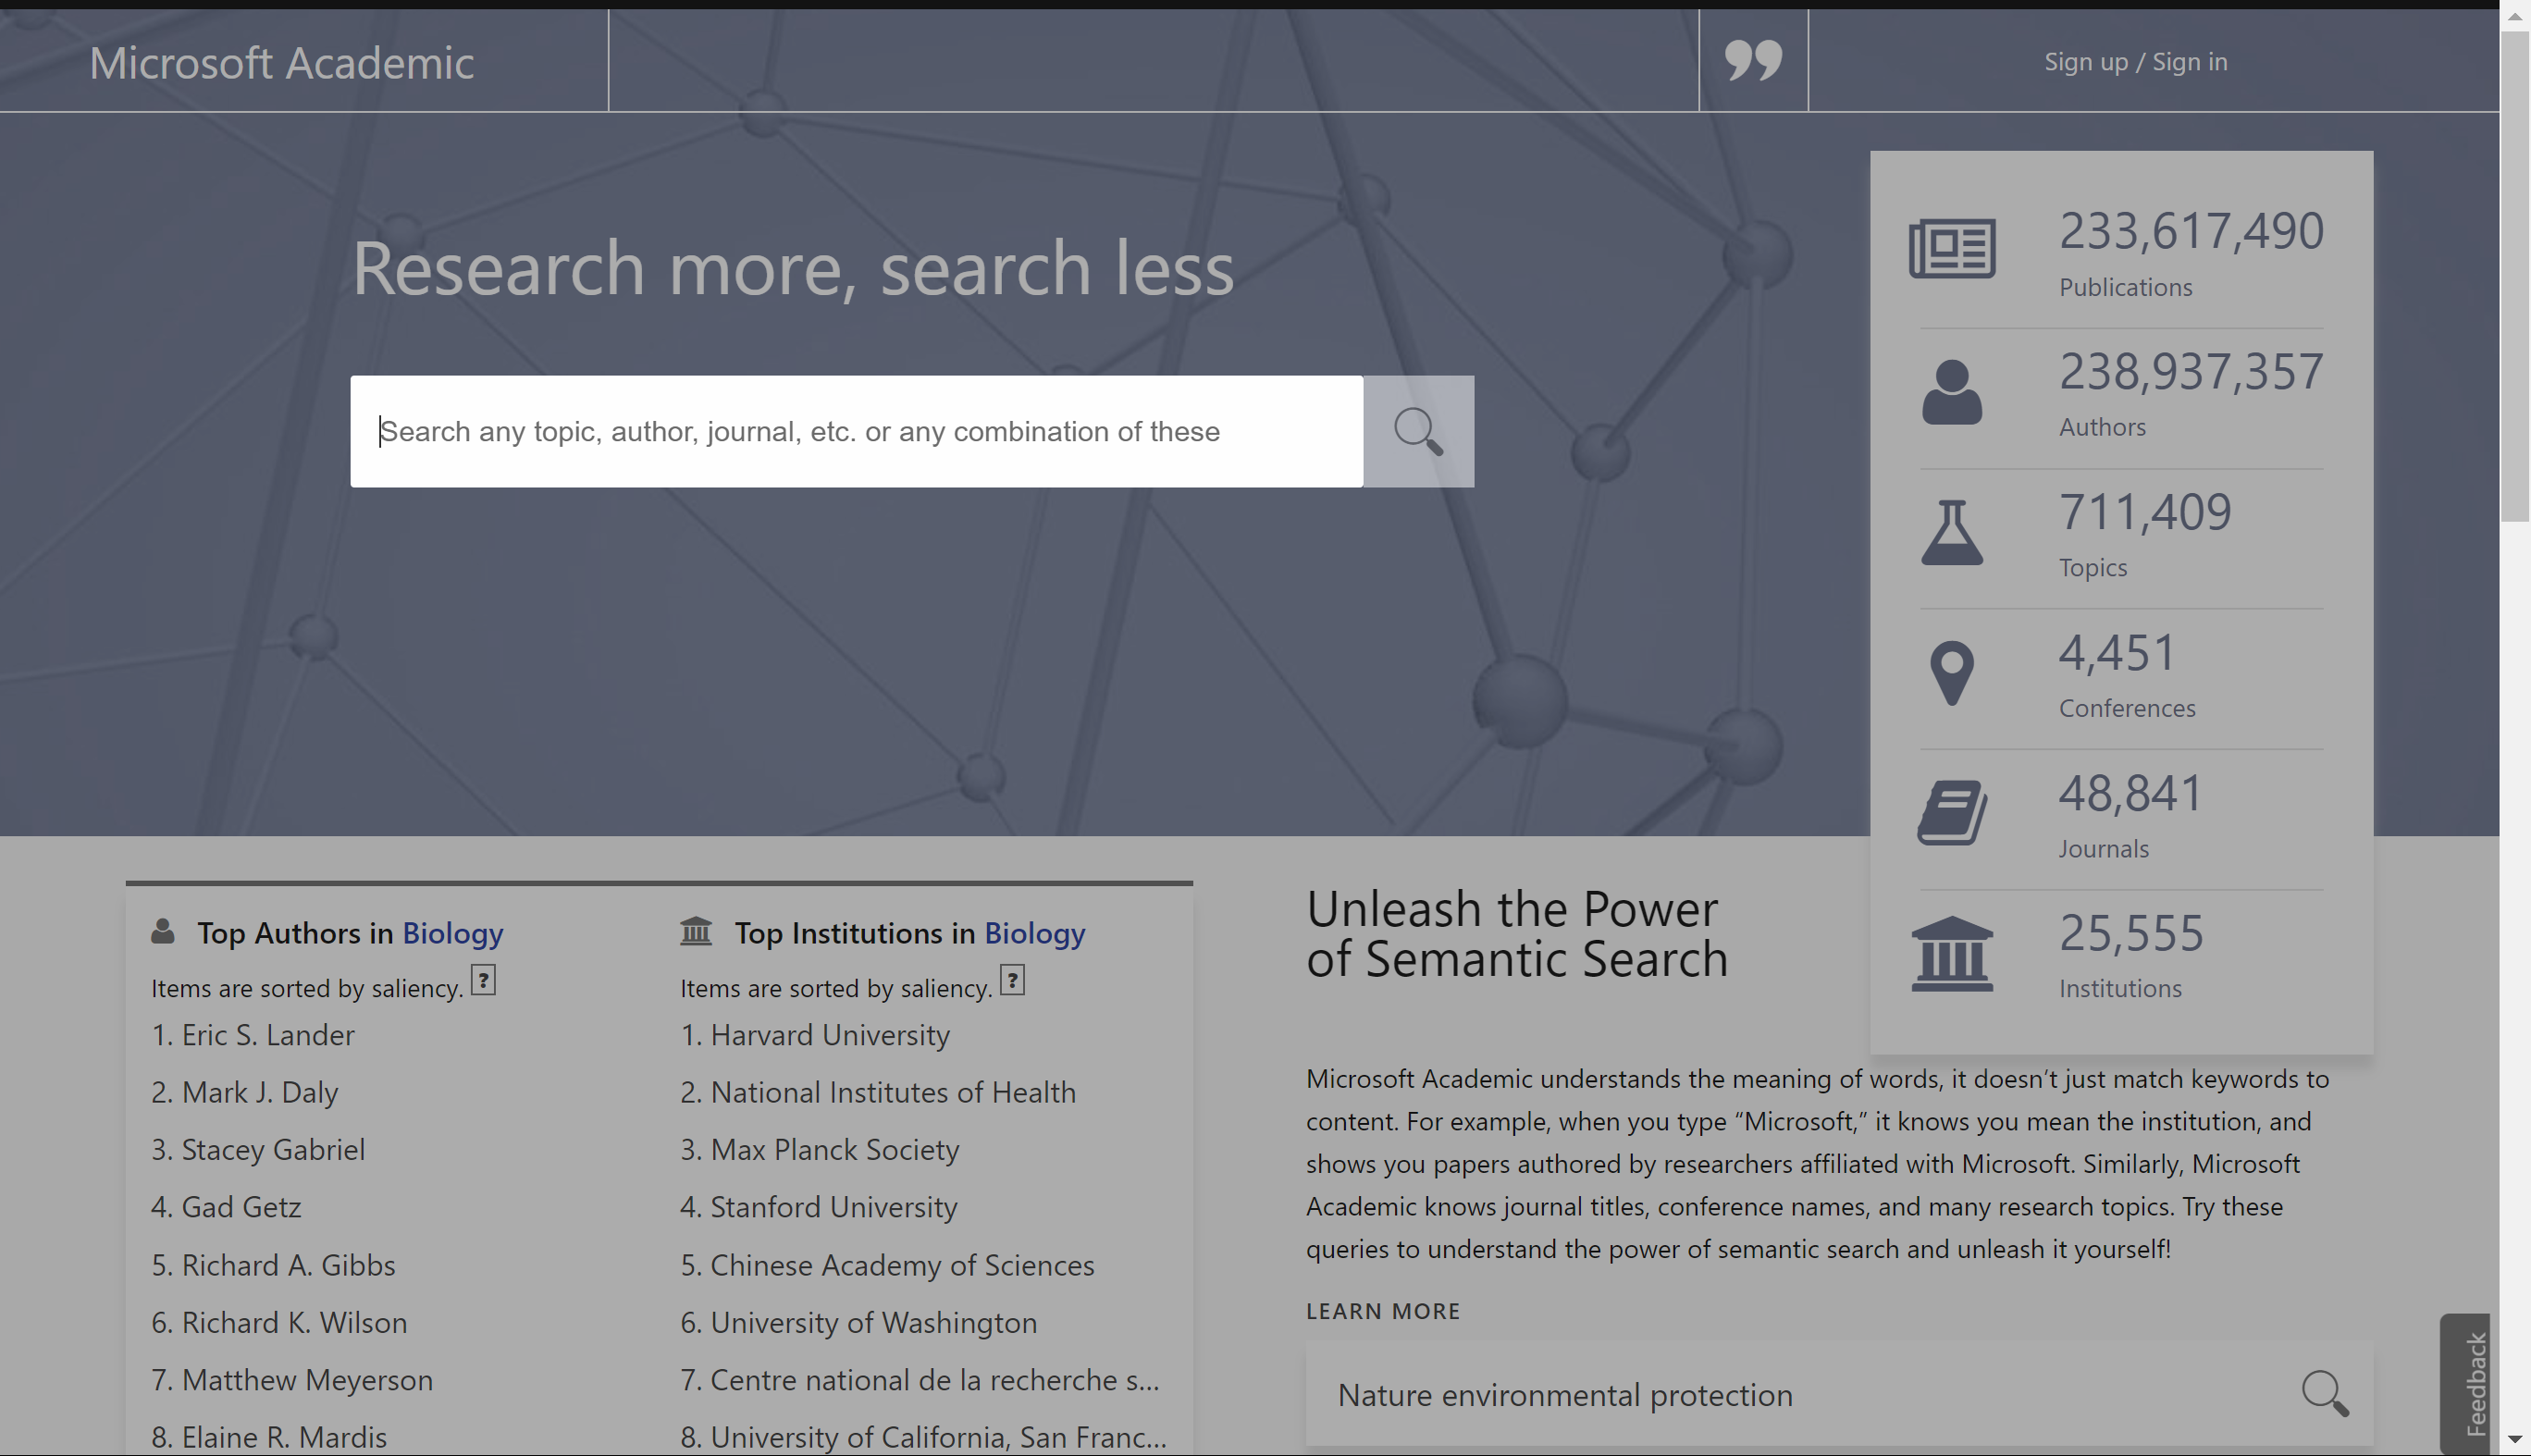 Microsoft Academic
Sign up / Sign in
Research more, search less
Search any topic, author, journal, etc. or any combination of these
233,617,490
Publications
238,937,357
Authors
711,409
Topics
4,451
Conferences
48,841
Journals
25,555
Institutions
Top Authors in Biology
Items are sorted by saliency. ?
1. Eric S. Lander
2. Mark J. Daly
3. Stacey Gabriel
4. Gad Getz
5. Richard A. Gibbs
6. Richard K. Wilson
7. Matthew Meyerson
8. Elaine R. Mardis
Top Institutions in Biology
Items are sorted by saliency. ?
1. Harvard University
2. National Institutes of Health
3. Max Planck Society
4. Stanford University
5. Chinese Academy of Sciences
6. University of Washington
7. Centre national de la recherche s...
8. University of California, San Franc...
Unleash the Power
of Semantic Search
Microsoft Academic understands the meaning of words, it doesn’t just match keywords to
content. For example, when you type “Microsoft,” it knows you mean the institution, and
shows you papers authored by researchers affiliated with Microsoft. Similarly, Microsoft
Academic knows journal titles, conference names, and many research topics. Try these
queries to understand the power of semantic search and unleash it yourself!
LEARN MORE
Nature environmental protection
Feedback